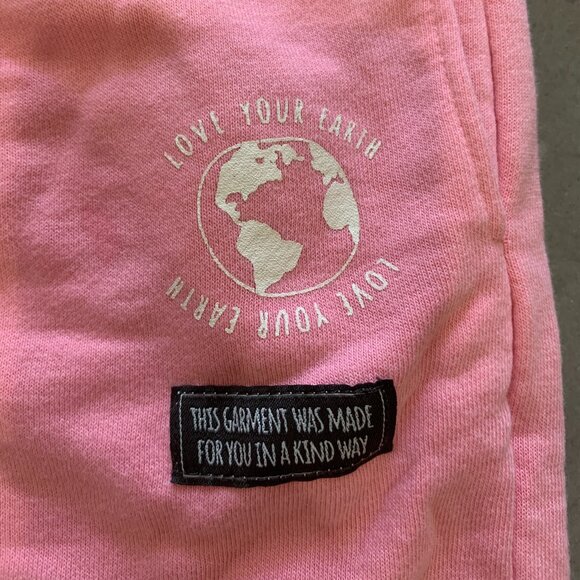 LOVE YOUR EARTH
LOVE YOUR EARTH
THIS GARMENT WAS MADE
FOR YOU IN A KIND WAY